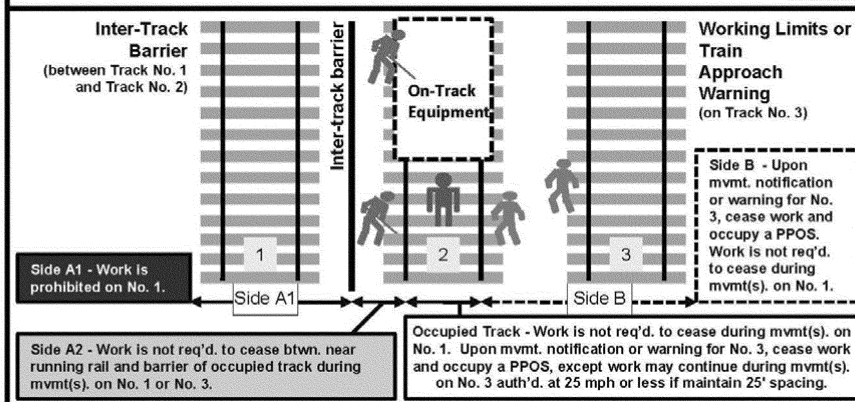 Inter-Track
Barrier
(between Track No. 1
and Track No. 2)
Inter-track barrier
On-Track
Equipment
Working Limits or
Train
Approach
Warning
(on Track No. 3)
Side B - Upon
mvmt. notification
or warning for No.
3, cease work and
occupy a PPOS.
Work is not req'd.
to cease during
mvmt(s). on No. 1.
1
2
3
Side A1 - Work is
prohibited on No. 1.
Side A1
Side B
Side A2 - Work is not req'd. to cease btwn. near
running rail and barrier of occupied track during
mvmt(s). on No. 1 or No. 3.
Occupied Track - Work is not req'd. to cease during mvmt(s). on
No. 1. Upon mvmt. notification or warning for No. 3, cease work
and occupy a PPOS, except work may continue during mvmt(s).
on No. 3 auth'd. at 25 mph or less if maintain 25' spacing.